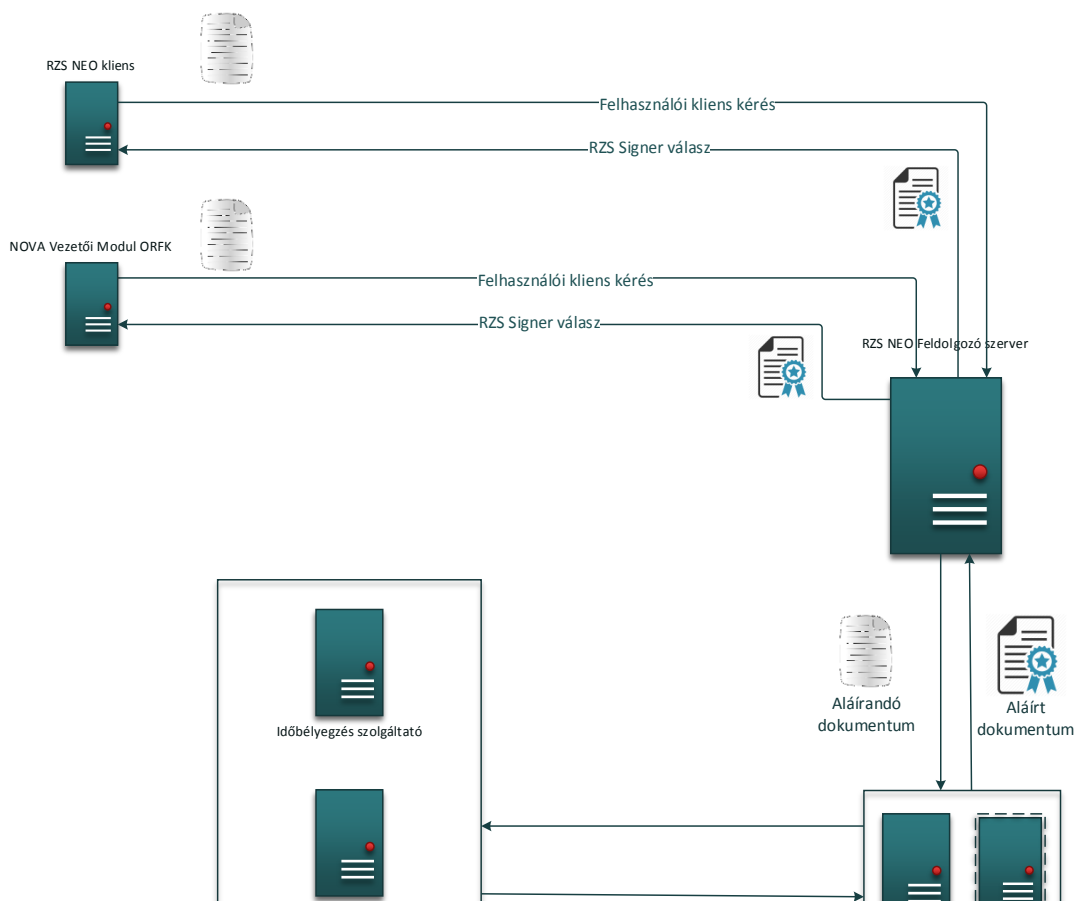 RZS NEO kliens
Felhasználói kliens kérés
RZS Signer válasz
NOVA Vezetői Modul ORFK
Felhasználói kliens kérés
RZS Signer válasz
RZS NEO Feldolgozó szerver
Aláírandó
dokumentum
Aláírt
dokumentum
Időbélyegzés szolgáltató